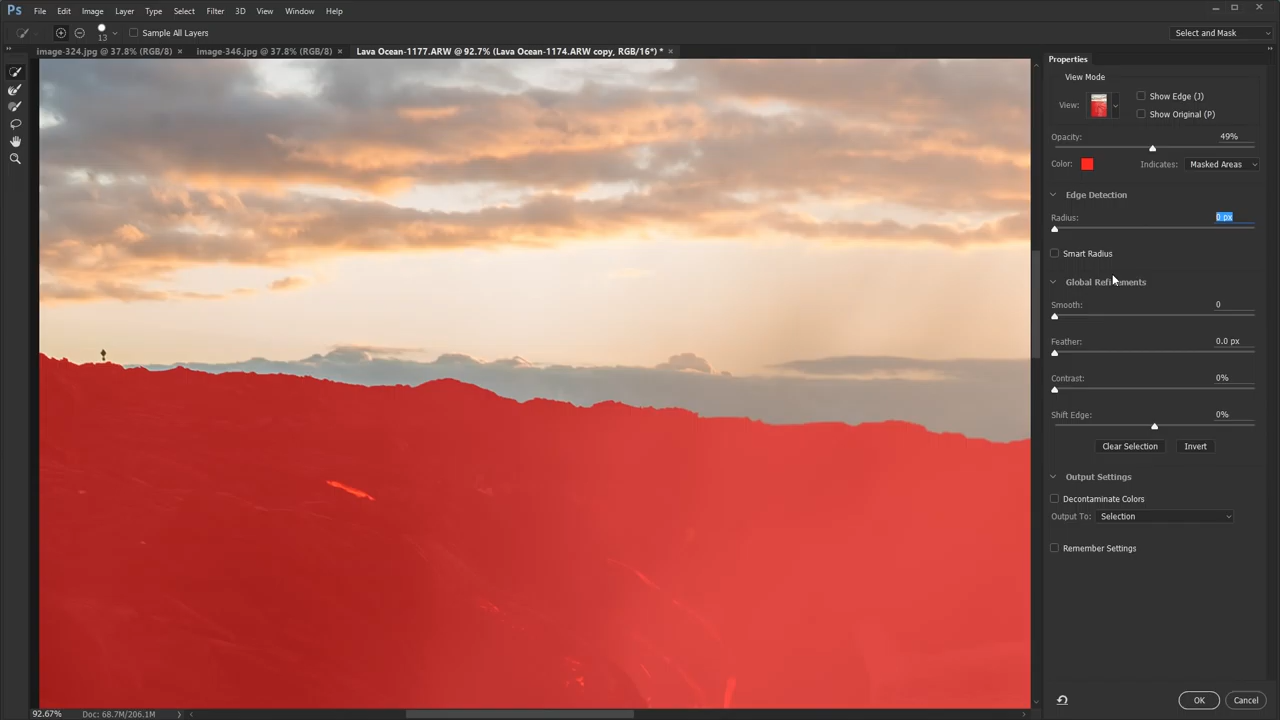 Ps File Edit Image Layer Type Select Filter 3D View Window Help
13 Sample All Layers Select and Mask
image-324.jpg @ 37.8% (RGB/8) × image-346.jpg @ 37.8% (RGB/8) × Lava Ocean-1177.ARW @ 92.7% (Lava Ocean-1174.ARW copy, RGB/16*) * ×
Properties
View Mode
View: Show Edge (J)
Show Original (P)
Opacity: 49%
Color: Indicates: Masked Areas
Edge Detection
Radius: 0 px
Smart Radius
Global Refinements
Smooth: 0
Feather: 0.0 px
Contrast: 0%
Shift Edge: 0%
Clear Selection Invert
Output Settings
Decontaminate Colors
Output To: Selection
Remember Settings
OK Cancel
92.67% Doc: 68.7M/206.1M